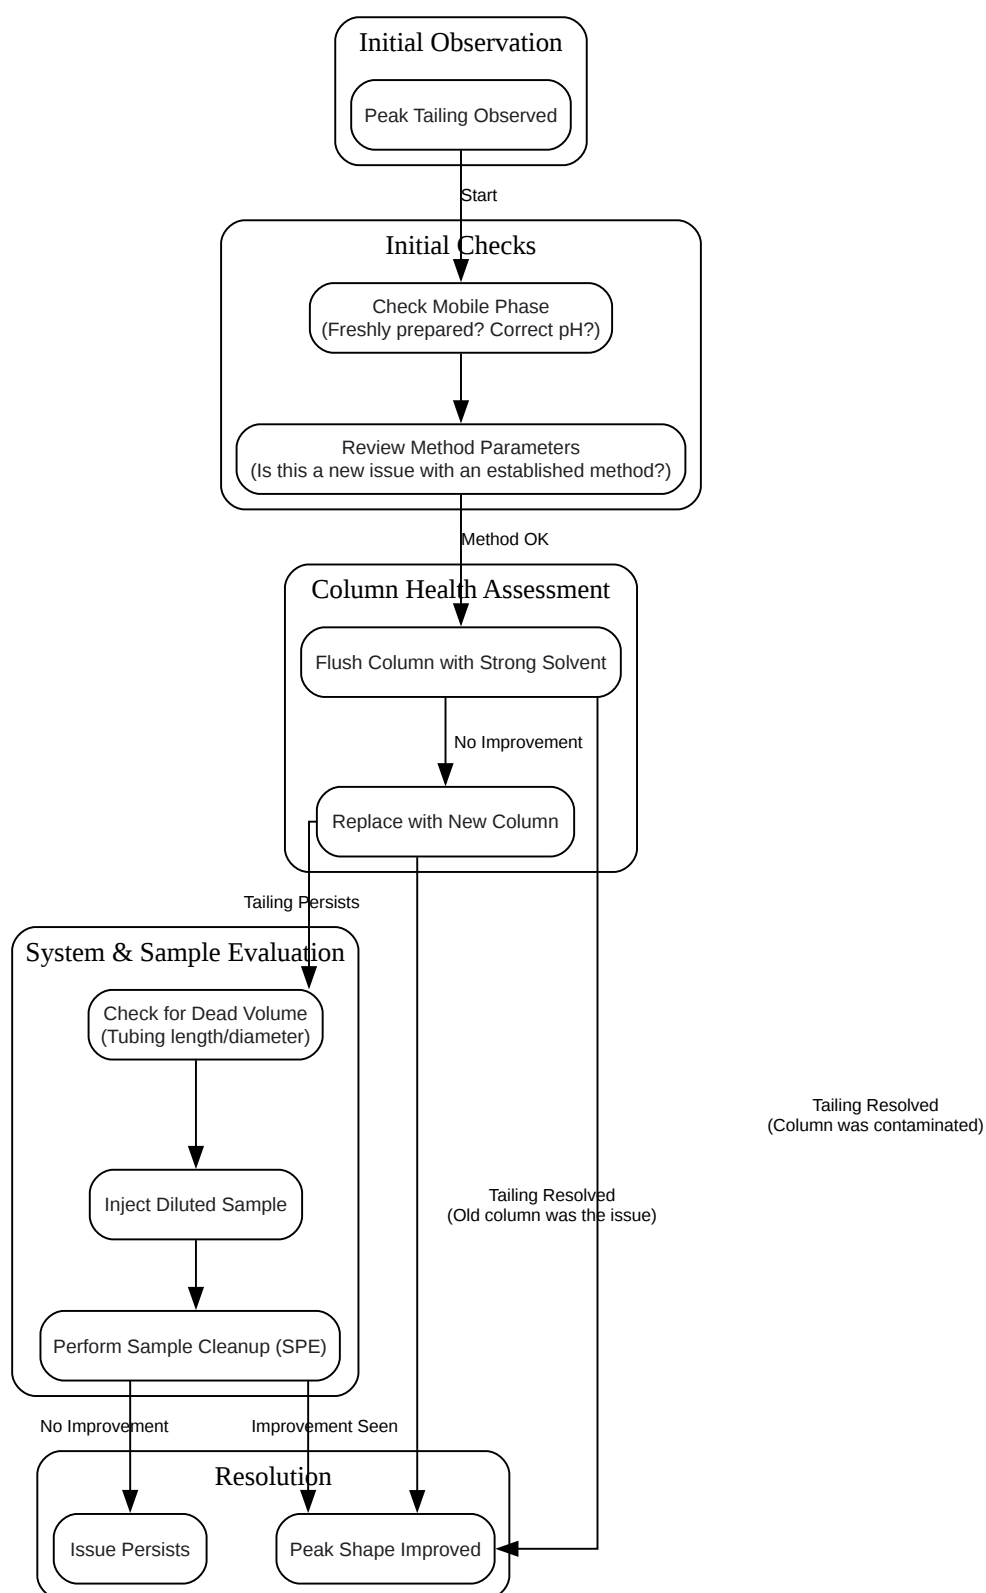 Initial Observation
Peak Tailing Observed
Start
Initial Checks
Check Mobile Phase
(Freshly prepared? Correct pH?)
Review Method Parameters
(Is this a new issue with an established method?)
Method OK
Column Health Assessment
Flush Column with Strong Solvent
No Improvement
Replace with New Column
Tailing Persists
System & Sample Evaluation
Check for Dead Volume
(Tubing length/diameter)
Tailing Resolved
(Column was contaminated)
Inject Diluted Sample
Tailing Resolved
(Old column was the issue)
Perform Sample Cleanup (SPE)
No Improvement
Improvement Seen
Resolution
Issue Persists
Peak Shape Improved